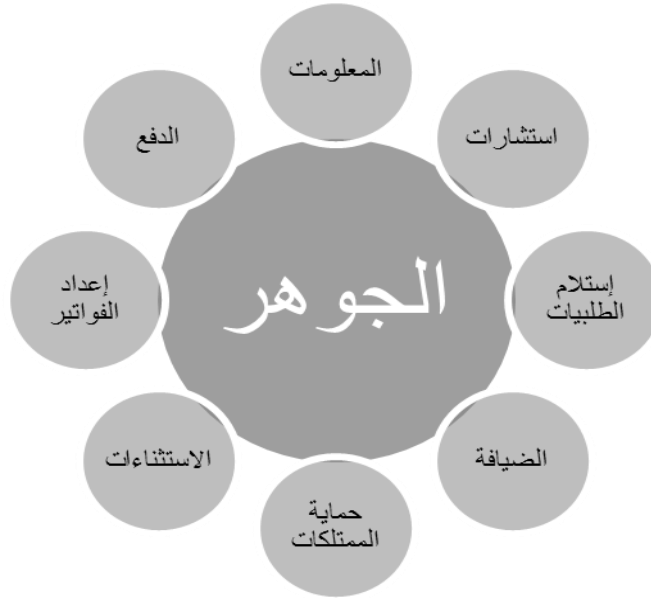 المعلومات
استشارات
إستلام
الطلبيات
الضيافة
حماية
الممتلكات
الاستثناءات
إعداد
الفواتير
الدفع
الجوهر